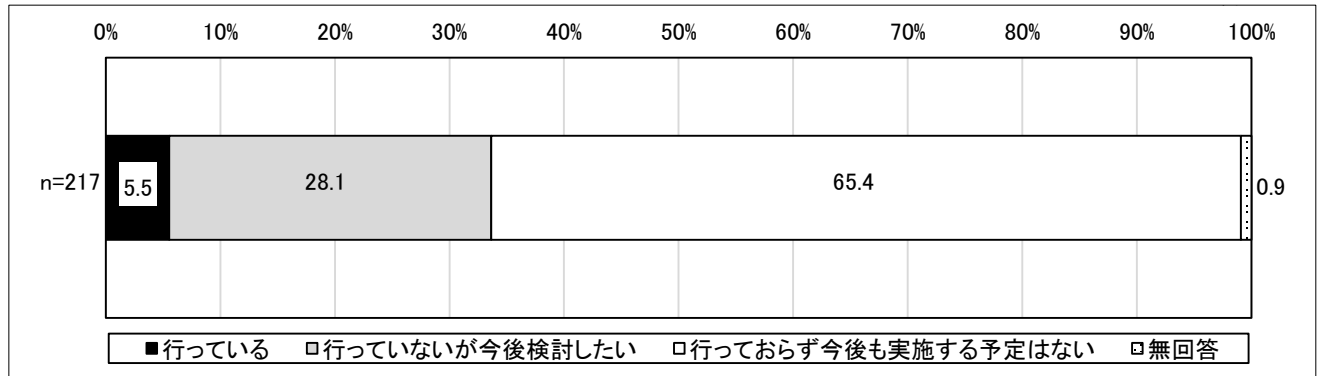 0% 10% 20% 30% 40% 50% 60% 70% 80% 90% 100%
n=217 5.5 28.1 65.4 0.9
■行っている □行っていないが今後検討したい □行っておらず今後も実施する予定はない □無回答